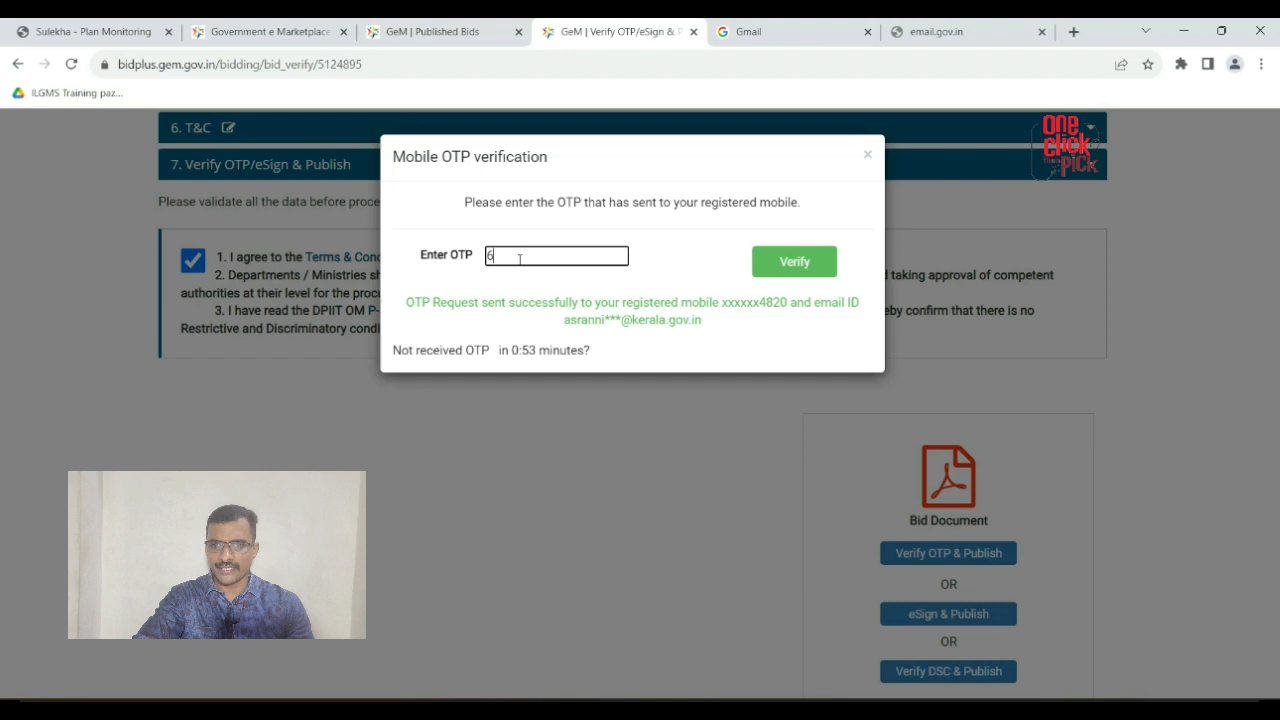 Sulekha - Plan Monitoring
Government e Marketplace
GeM | Published Bids
GeM | Verify OTP/eSign & P
Gmail
email.gov.in
bidplus.gem.gov.in/bidding/bid_verify/5124895
ILGMS Training paz...
6. T&C
ONE CLICK
PICK
7. Verify OTP/eSign & Publish
Please validate all the data before proce
Mobile OTP verification
Please enter the OTP that has sent to your registered mobile.
Enter OTP 6
Verify
OTP Request sent successfully to your registered mobile xxxxxx4820 and email ID
asranni***@kerala.gov.in
Not received OTP in 0:53 minutes?
1. I agree to the Terms & Cond
2. Departments / Ministries sh
taking approval of competent
authorities at their level for the procu
3. I have read the DPIIT OM P-
eby confirm that there is no
Restrictive and Discriminatory conditi
Bid Document
Verify OTP & Publish
OR
eSign & Publish
OR
Verify DSC & Publish